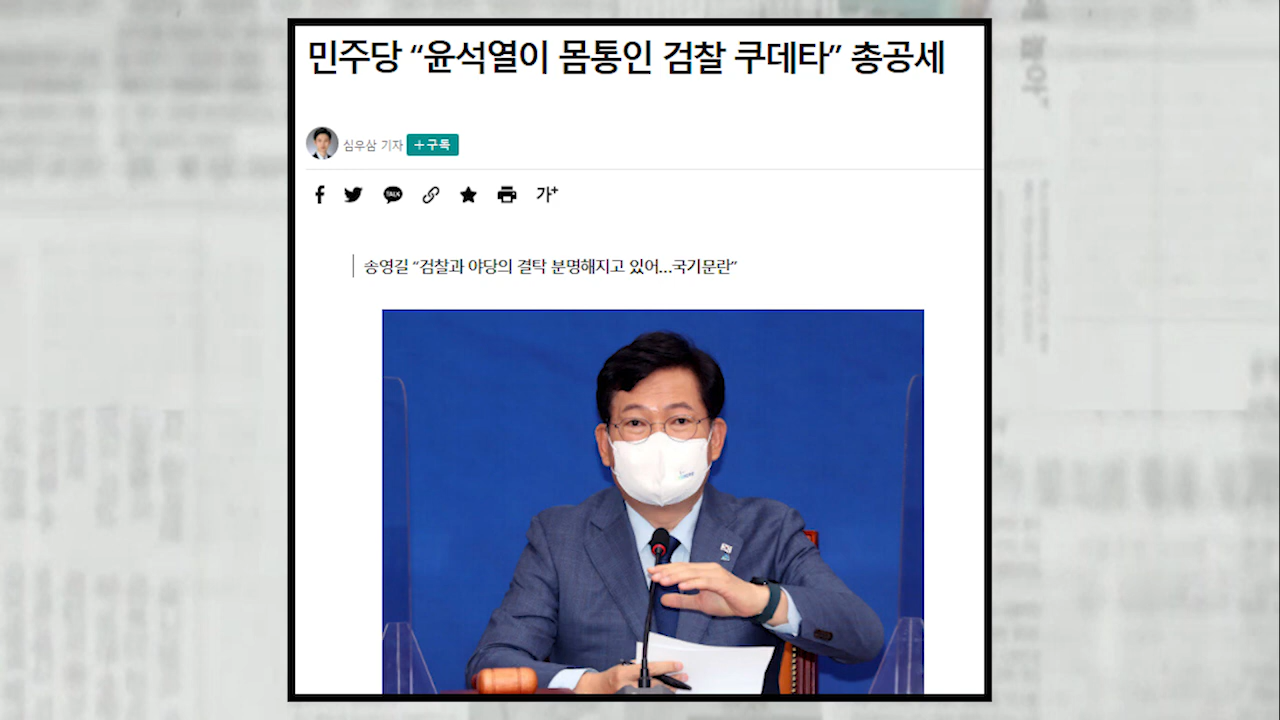 민주당 “윤석열이 몸통인 검찰 쿠데타” 총공세
심우삼 기자 +구독
TALK
가+
송영길 “검찰과 야당의 결탁 분명해지고 있어…국기문란”